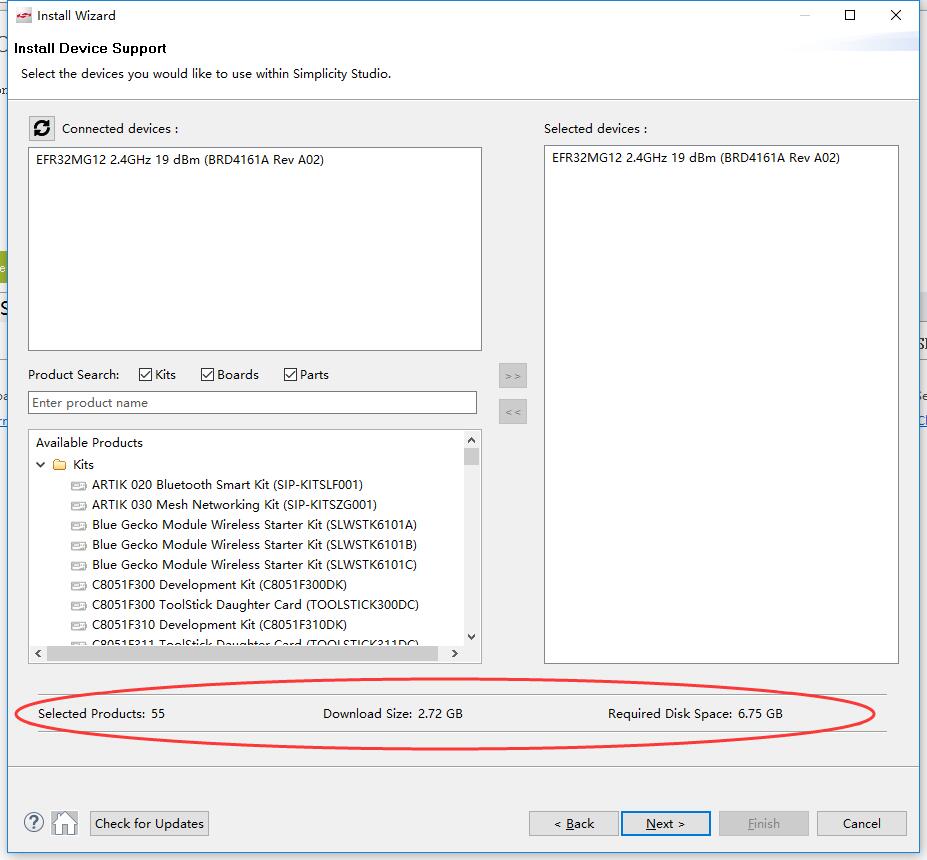 Install Wizard
Install Device Support
Select the devices you would like to use within Simplicity Studio.
Connected devices :
EFR32MG12 2.4GHz 19 dBm (BRD4161A Rev A02)
Selected devices :
EFR32MG12 2.4GHz 19 dBm (BRD4161A Rev A02)
Product Search: Kits Boards Parts
Enter product name
>>
<<
Available Products
Kits
ARTIK 020 Bluetooth Smart Kit (SIP-KITSLF001)
ARTIK 030 Mesh Networking Kit (SIP-KITSZG001)
Blue Gecko Module Wireless Starter Kit (SLWSTK6101A)
Blue Gecko Module Wireless Starter Kit (SLWSTK6101B)
Blue Gecko Module Wireless Starter Kit (SLWSTK6101C)
C8051F300 Development Kit (C8051F300DK)
C8051F300 ToolStick Daughter Card (TOOLSTICK300DC)
C8051F310 Development Kit (C8051F310DK)
C8051F311 ToolStick Daughter Card (TOOLSTICK311DC)
Selected Products: 55 Download Size: 2.72 GB Required Disk Space: 6.75 GB
Check for Updates < Back Next > Finish Cancel